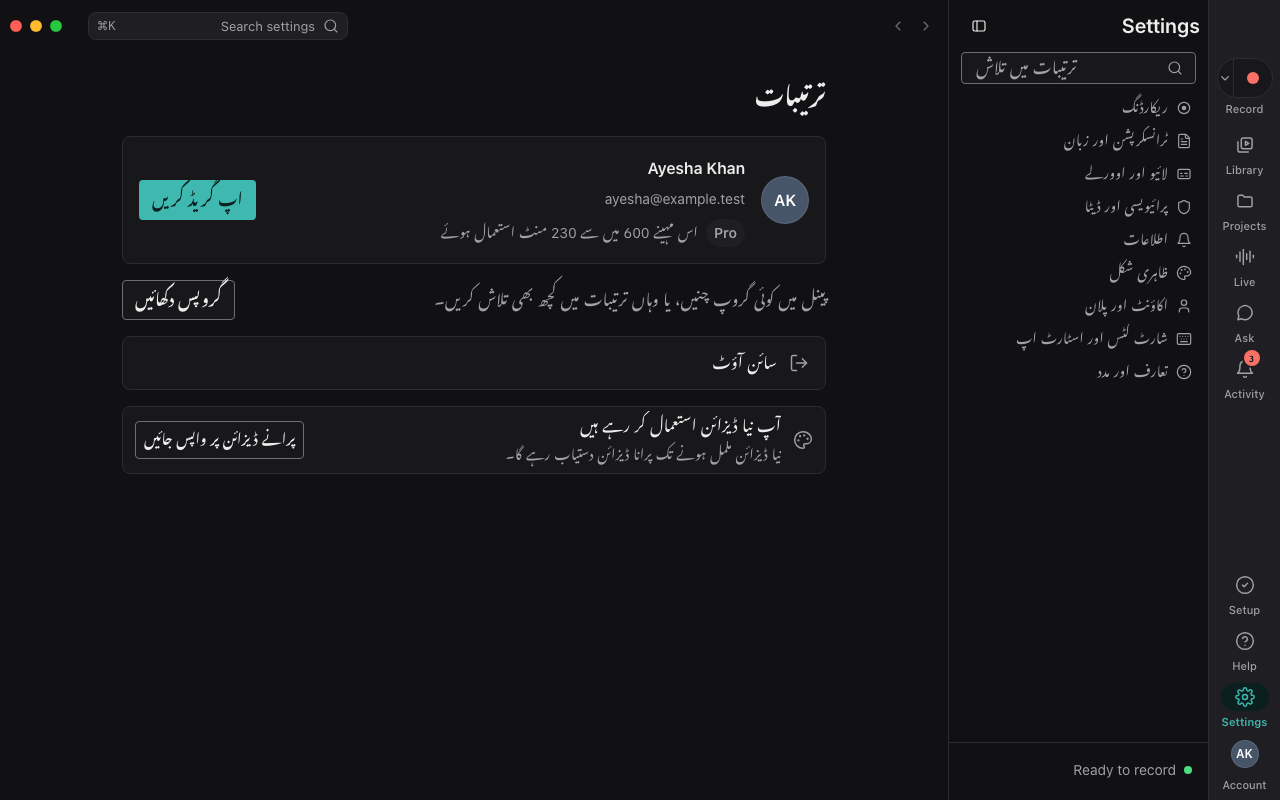 ⌘K
Search settings
Settings
ترتیبات میں تلاش
ریکارڈنگ
ٹرانسکرپشن اور زبان
لائیو اور اوورلے
پرائیویسی اور ڈیٹا
اطلاعات
ظاہری شکل
اکاؤنٹ اور پلان
شارٹ کٹس اور اسٹارٹ اپ
تعارف اور مدد
Ready to record
Record
Library
Projects
Live
Ask
3
Activity
Setup
Help
Settings
AK
Account
ترتیبات
AK
Ayesha Khan
ayesha@example.test
Pro اس مہینے 600 میں سے 230 منٹ استعمال ہوئے
اپ گریڈ کریں
پینل میں کوئی گروپ چنیں، یا وہاں ترتیبات میں کچھ بھی تلاش کریں۔
گروپس دکھائیں
سائن آؤٹ
آپ نیا ڈیزائن استعمال کر رہے ہیں
نیا ڈیزائن مکمل ہونے تک پرانا ڈیزائن دستیاب رہے گا۔
پرانے ڈیزائن پر واپس جائیں